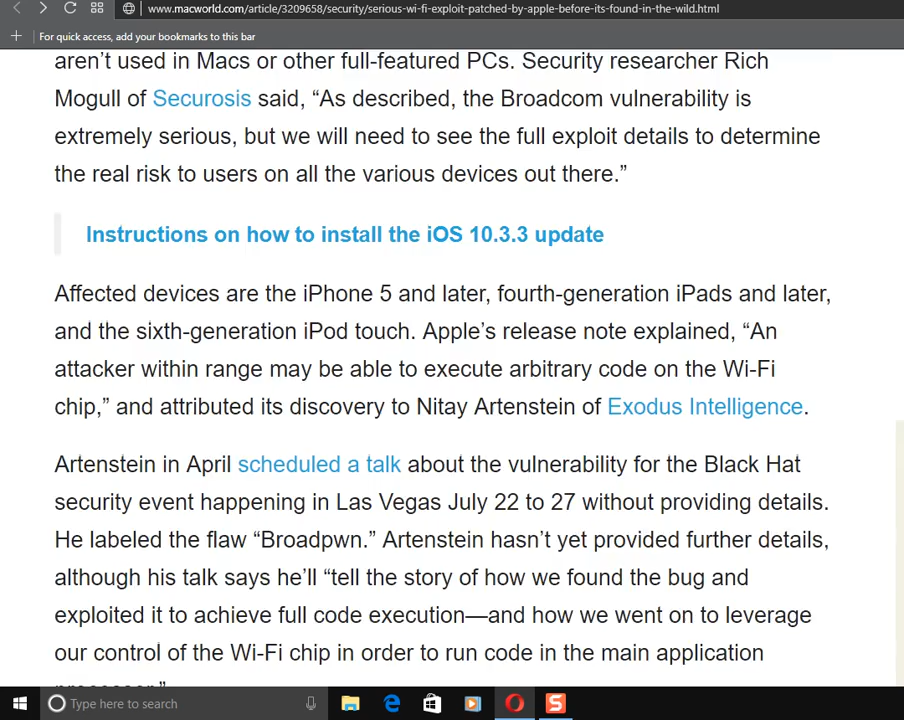 www.macworld.com/article/3209658/security/serious-wi-fi-exploit-patched-by-apple-before-its-found-in-the-wild.html
For quick access, add your bookmarks to this bar
aren’t used in Macs or other full-featured PCs. Security researcher Rich
Mogull of Securosis said, “As described, the Broadcom vulnerability is
extremely serious, but we will need to see the full exploit details to determine
the real risk to users on all the various devices out there.”
Instructions on how to install the iOS 10.3.3 update
Affected devices are the iPhone 5 and later, fourth-generation iPads and later,
and the sixth-generation iPod touch. Apple’s release note explained, “An
attacker within range may be able to execute arbitrary code on the Wi-Fi
chip,” and attributed its discovery to Nitay Artenstein of Exodus Intelligence.
Artenstein in April scheduled a talk about the vulnerability for the Black Hat
security event happening in Las Vegas July 22 to 27 without providing details.
He labeled the flaw “Broadpwn.” Artenstein hasn’t yet provided further details,
although his talk says he’ll “tell the story of how we found the bug and
exploited it to achieve full code execution—and how we went on to leverage
our control of the Wi-Fi chip in order to run code in the main application
Type here to search